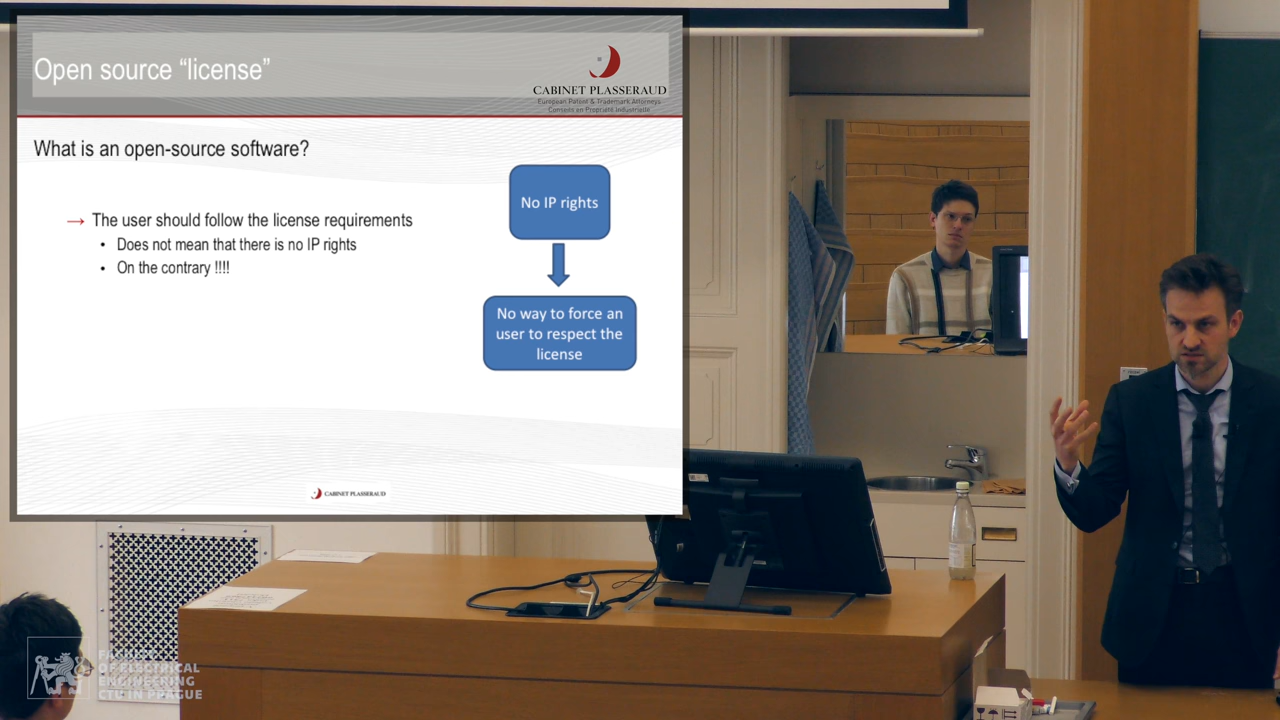 Open source “license”
CABINET PLASSERAUD
European Patent & Trademark Attorneys
Conseils en Propriété Industrielle
What is an open-source software?
→ The user should follow the license requirements
• Does not mean that there is no IP rights
• On the contrary !!!!
No IP rights
No way to force an
user to respect the
license
CABINET PLASSERAUD
FACULTY
OF ELECTRICAL
ENGINEERING
CTU IN PRAGUE